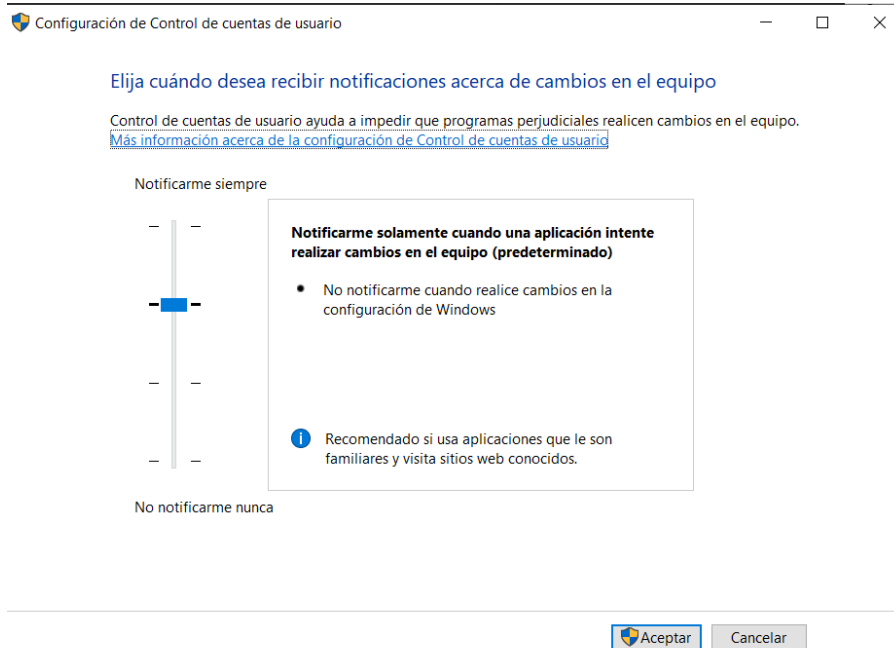 Configuración de Control de cuentas de usuario
Elija cuándo desea recibir notificaciones acerca de cambios en el equipo
Control de cuentas de usuario ayuda a impedir que programas perjudiciales realicen cambios en el equipo.
Más información acerca de la configuración de Control de cuentas de usuario
Notificarme siempre
Notificarme solamente cuando una aplicación intente
realizar cambios en el equipo (predeterminado)
No notificarme cuando realice cambios en la
configuración de Windows
Recomendado si usa aplicaciones que le son
familiares y visita sitios web conocidos.
No notificarme nunca
Aceptar
Cancelar